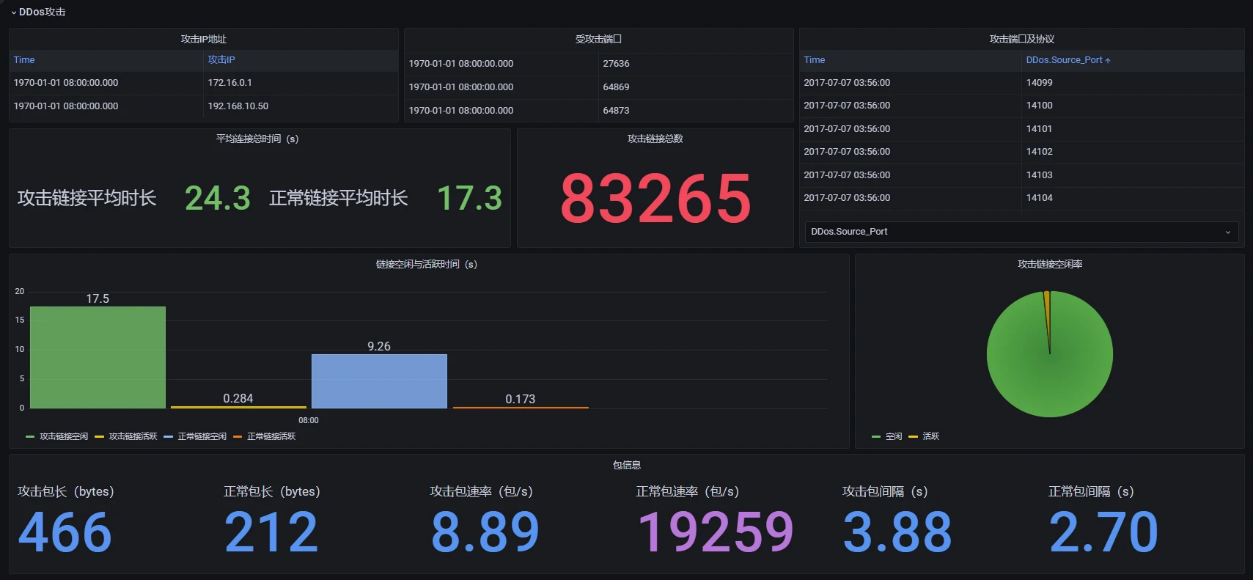 DDos攻击
攻击IP地址
Time 攻击IP
1970-01-01 08:00:00.000 172.16.0.1
1970-01-01 08:00:00.000 192.168.10.50
受攻击端口
1970-01-01 08:00:00.000 27636
1970-01-01 08:00:00.000 64869
1970-01-01 08:00:00.000 64873
攻击端口及协议
Time DDos.Source_Port
2017-07-07 03:56:00 14099
2017-07-07 03:56:00 14100
2017-07-07 03:56:00 14101
2017-07-07 03:56:00 14102
2017-07-07 03:56:00 14103
2017-07-07 03:56:00 14104
DDos.Source_Port
平均连接总时间（s）
攻击链接平均时长 24.3 正常链接平均时长 17.3
攻击链接总数
83265
链接空闲与活跃时间（s）
20
15
10
5
0
17.5
0.284
9.26
0.173
08:00
攻击链接空闲 攻击链接活跃 正常链接空闲 正常链接活跃
攻击链接空闲率
空闲 活跃
包信息
攻击包长（bytes） 正常包长（bytes） 攻击包速率（包/s） 正常包速率（包/s） 攻击包间隔（s） 正常包间隔（s）
466 212 8.89 19259 3.88 2.70